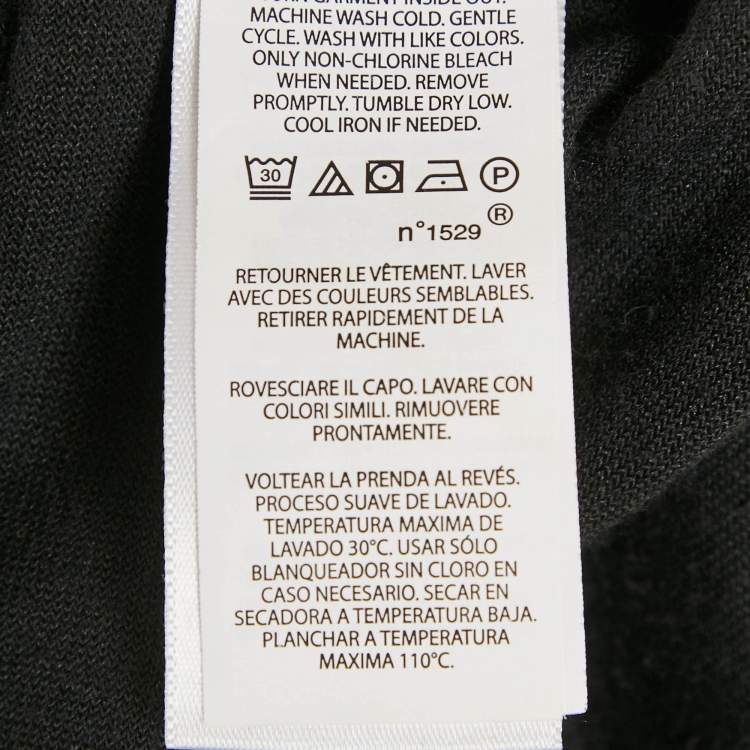 TURN GARMENT INSIDE OUT.
MACHINE WASH COLD. GENTLE
CYCLE. WASH WITH LIKE COLORS.
ONLY NON-CHLORINE BLEACH
WHEN NEEDED. REMOVE
PROMPTLY. TUMBLE DRY LOW.
COOL IRON IF NEEDED.
30 P
n°1529 ®
RETOURNER LE VÊTEMENT. LAVER
AVEC DES COULEURS SEMBLABLES.
RETIRER RAPIDEMENT DE LA
MACHINE.
ROVESCIARE IL CAPO. LAVARE CON
COLORI SIMILI. RIMUOVERE
PRONTAMENTE.
VOLTEAR LA PRENDA AL REVÉS.
PROCESO SUAVE DE LAVADO.
TEMPERATURA MAXIMA DE
LAVADO 30°C. USAR SÓLO
BLANQUEADOR SIN CLORO EN
CASO NECESARIO. SECAR EN
SECADORA A TEMPERATURA BAJA.
PLANCHAR A TEMPERATURA
MAXIMA 110°C.